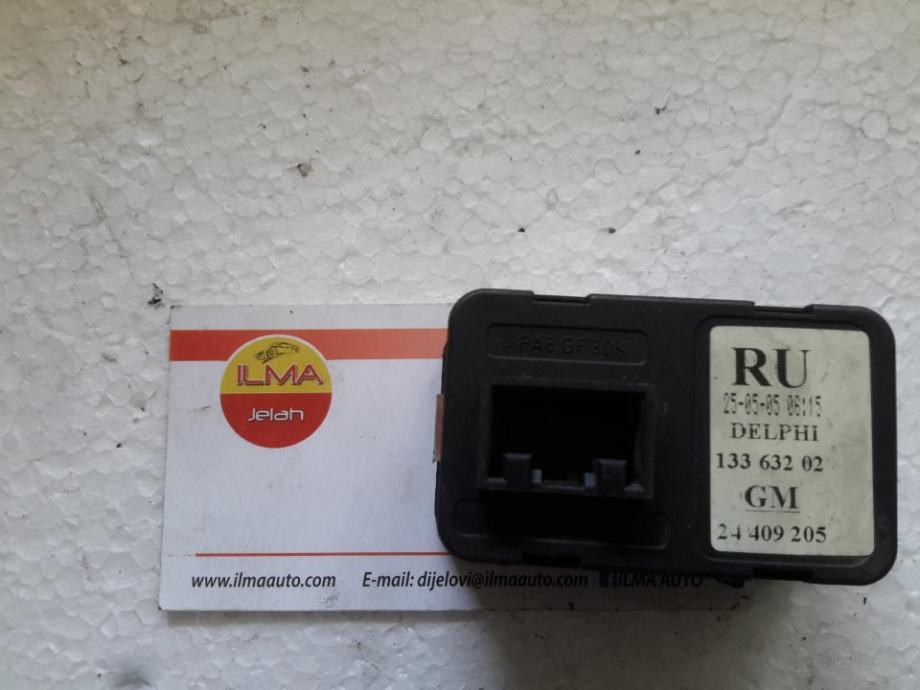 ILMA
Jelah
www.ilmaauto.com E-mail: dijelovi@ilmaauto.com ILMA AUTO
>PA6 GF30<
RU
25-05-05 06:15
DELPHI
133 632 02
GM
24 409 205